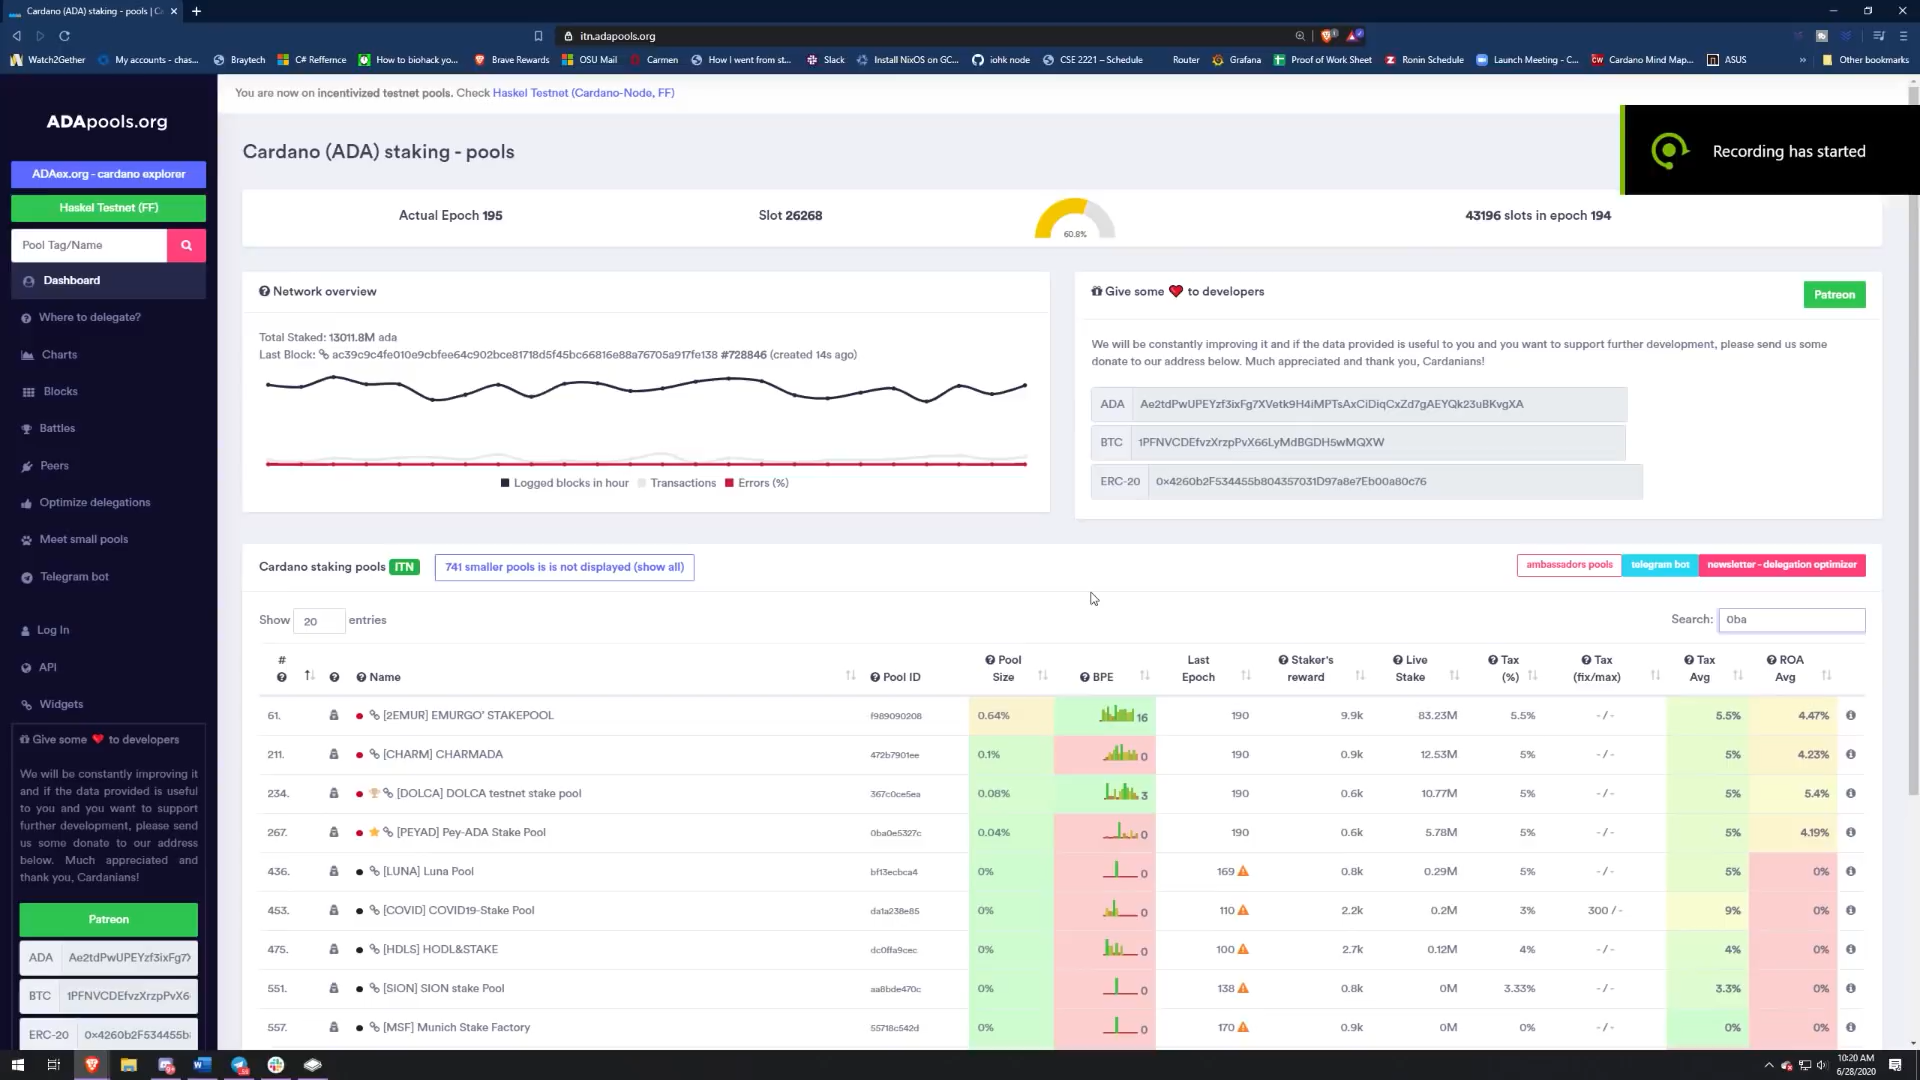 Cardano (ADA) staking - pools | C
itn.adapools.org
Watch2Gether My accounts - chas... Braytech C# Reffernce How to biohack yo... Brave Rewards OSU Mail Carmen How I went from st... Slack Install NixOS on GC... iohk node CSE 2221 – Schedule Router Grafana Proof of Work Sheet Ronin Schedule Launch Meeting - C... Cardano Mind Map... ASUS » Other bookmarks
You are now on incentivized testnet pools. Check Haskel Testnet (Cardano-Node, FF)
ADApools.org
Recording has started
Cardano (ADA) staking - pools
ADAex.org - cardano explorer
Haskel Testnet (FF)
Pool Tag/Name
Dashboard
Where to delegate?
Charts
Blocks
Battles
Peers
Optimize delegations
Meet small pools
Telegram bot
Log In
API
Widgets
Give some to developers
We will be constantly improving it
and if the data provided is useful
to you and you want to support
further development, please send
us some donate to our address
below. Much appreciated and
thank you, Cardanians!
Patreon
ADA Ae2tdPwUPEYzf3ixFg7X
BTC 1PFNVCDEfvzXrzpPvX6
ERC-20 0x4260b2F534455b
Actual Epoch 195
Slot 26268
60.8%
43196 slots in epoch 194
Network overview
Total Staked: 13011.8M ada
Last Block: ac39c9c4fe010e9cbfee64c902bce81718d5f45bc66816e88a76705a917fe138 #728846 (created 14s ago)
Logged blocks in hour Transactions Errors (%)
Give some to developers
Patreon
We will be constantly improving it and if the data provided is useful to you and you want to support further development, please send us some
donate to our address below. Much appreciated and thank you, Cardanians!
ADA Ae2tdPwUPEYzf3ixFg7XVetk9H4iMPTsAxCiDiqCxZd7gAEYQk23uBKvgXA
BTC 1PFNVCDEfvzXrzpPvX66LyMdBGDH5wMQXW
ERC-20 0x4260b2F534455b804357031D97a8e7Eb00a80c76
Cardano staking pools ITN 741 smaller pools is is not displayed (show all)
ambassadors pools telegram bot newsletter - delegation optimizer
Show 20 entries
Search: 0ba
# Name Pool ID Pool Size BPE Last Epoch Staker's reward Live Stake Tax (%) Tax (fix/max) Tax Avg ROA Avg
61. [2EMUR] EMURGO' STAKEPOOL f989090208 0.64% 16 190 9.9k 83.23M 5.5% - / - 5.5% 4.47%
211. [CHARM] CHARMADA 472b7901ee 0.1% 0 190 0.9k 12.53M 5% - / - 5% 4.23%
234. [DOLCA] DOLCA testnet stake pool 367c0ce5ea 0.08% 3 190 0.6k 10.77M 5% - / - 5% 5.4%
267. [PEYAD] Pey-ADA Stake Pool 0ba0e5327c 0.04% 0 190 0.6k 5.78M 5% - / - 5% 4.19%
436. [LUNA] Luna Pool bf13ecbca4 0% 0 169 0.8k 0.29M 5% - / - 5% 0%
453. [COVID] COVID19-Stake Pool da1a238e85 0% 0 110 2.2k 0.2M 3% 300 / - 9% 0%
475. [HDLS] HODL&STAKE dc0ffa9cec 0% 0 100 2.7k 0.12M 4% - / - 4% 0%
551. [SION] SION stake Pool aa8bde470c 0% 0 138 0.8k 0M 3.33% - / - 3.3% 0%
557. [MSF] Munich Stake Factory 55718c542d 0% 0 170 0.9k 0M 0% - / - 0% 0%
10:20 AM
6/28/2020